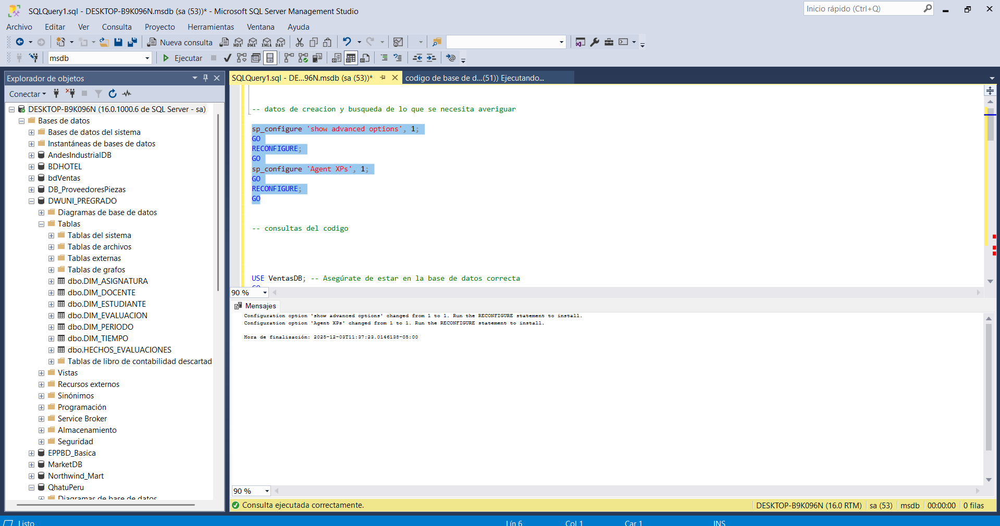 SQLQuery1.sql - DESKTOP-B9K096N.msdb (sa (53))* - Microsoft SQL Server Management Studio
Inicio rápido (Ctrl+Q)
Archivo Editar Ver Consulta Proyecto Herramientas Ventana Ayuda
Nueva consulta MDX DMX XMLA DAX
msdb Ejecutar
Explorador de objetos
SQLQuery1.sql - DE...96N.msdb (sa (53))* codigo de base de d...(51)) Ejecutando...
Conectar
DESKTOP-B9K096N (16.0.1000.6 de SQL Server - sa)
Bases de datos
Bases de datos del sistema
Instantáneas de bases de datos
AndesIndustrialDB
BDHOTEL
bdVentas
DB_ProveedoresPiezas
DWUNI_PREGRADO
Diagramas de base de datos
Tablas
Tablas del sistema
Tablas de archivos
Tablas externas
Tablas de grafos
dbo.DIM_ASIGNATURA
dbo.DIM_DOCENTE
dbo.DIM_ESTUDIANTE
dbo.DIM_EVALUACION
dbo.DIM_PERIODO
dbo.DIM_TIEMPO
dbo.HECHOS_EVALUACIONES
Tablas de libro de contabilidad descartad
Vistas
Recursos externos
Sinónimos
Programación
Service Broker
Almacenamiento
Seguridad
EPPBD_Basica
MarketDB
Northwind_Mart
QhatuPeru
Diagramas de base de datos
-- datos de creacion y busqueda de lo que se necesita averiguar
sp_configure 'show advanced options', 1;
GO
RECONFIGURE;
GO
sp_configure 'Agent XPs', 1;
GO
RECONFIGURE;
GO
-- consultas del codigo
USE VentasDB; -- Asegúrate de estar en la base de datos correcta
GO
90 %
Mensajes
Configuration option 'show advanced options' changed from 1 to 1. Run the RECONFIGURE statement to install.
Configuration option 'Agent XPs' changed from 1 to 1. Run the RECONFIGURE statement to install.
Hora de finalización: 2025-12-03T11:37:23.0146138-05:00
90 %
Consulta ejecutada correctamente. DESKTOP-B9K096N (16.0 RTM) sa (53) msdb 00:00:00 0 filas
Listo Lín 6 Col 1 Car 1 INS